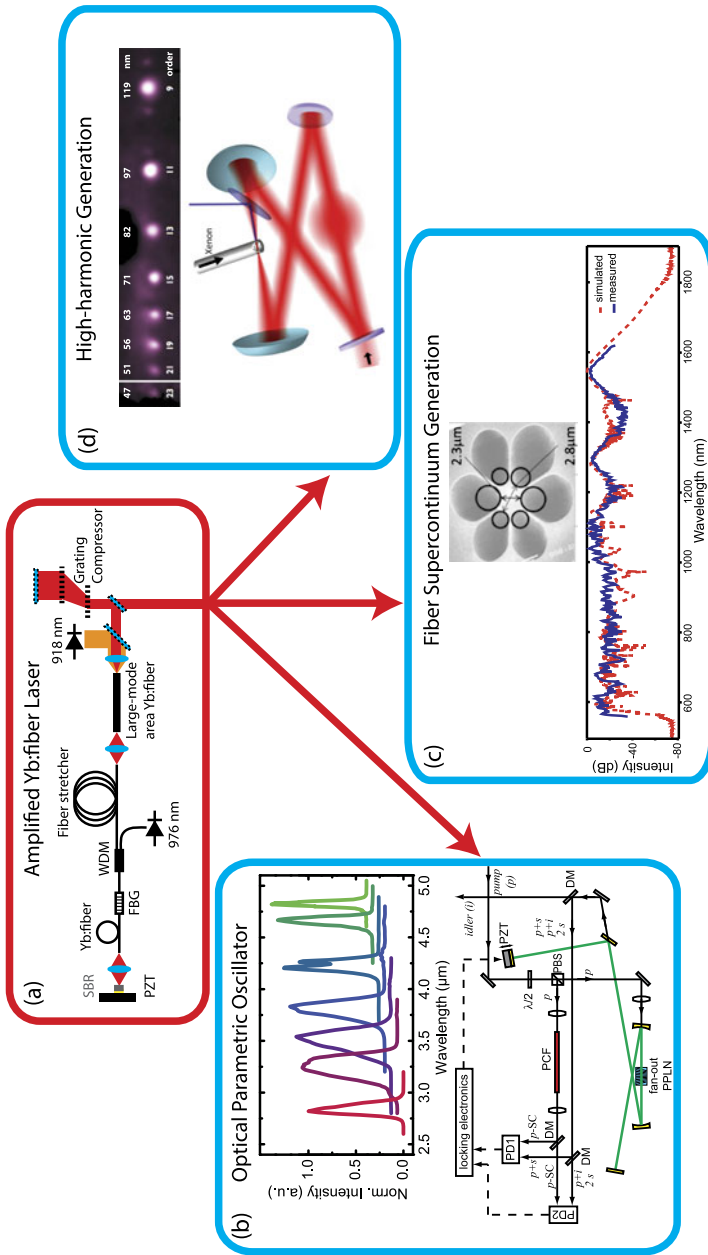 (a)
Amplified Yb:fiber Laser
SBR
PZT
Yb:fiber
FBG
WDM
976 nm
Fiber stretcher
Large-mode
area Yb:fiber
918 nm
Grating
Compressor
(b)
Optical Parametric Oscillator
Norm. Intensity (a.u.)
0.0
0.5
1.0
2.5
3.0
3.5
4.0
4.5
5.0
Wavelength (μm)
locking electronics
PD2
PD1
p+s
p-SC
p-SC
DM
p+i
2 s
DM
PCF
p
PBS
λ/2
p
PZT
idler (i)
pump
(p)
p+s
p+i
2 s
DM
fan-out
PPLN
(c)
Fiber Supercontinuum Generation
2.3μm
2.8μm
simulated
measured
Intensity (dB)
0
-40
-80
600
800
1000
1200
1400
1600
1800
Wavelength (nm)
(d)
High-harmonic Generation
47
51
56
63
71
82
97
119
nm
23
21
19
17
15
13
11
9
order
Xenon